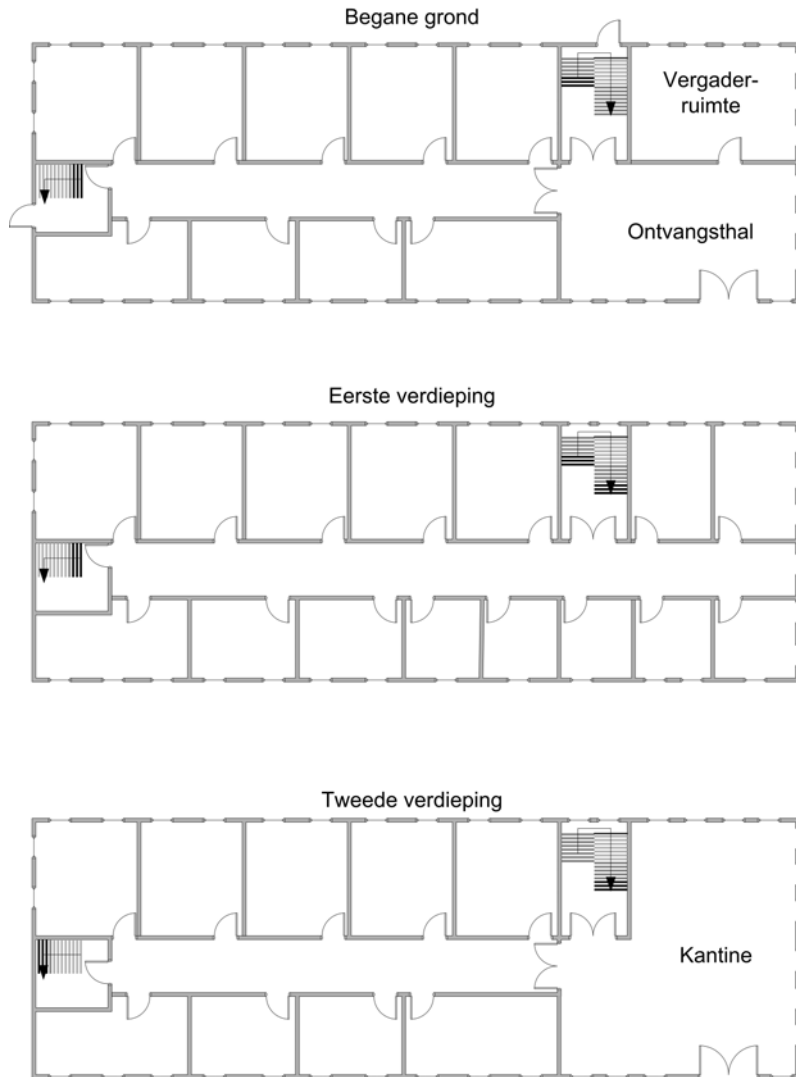 Begane grond
Vergader-
ruimte
Ontvangsthal
Eerste verdieping
Tweede verdieping
Kantine